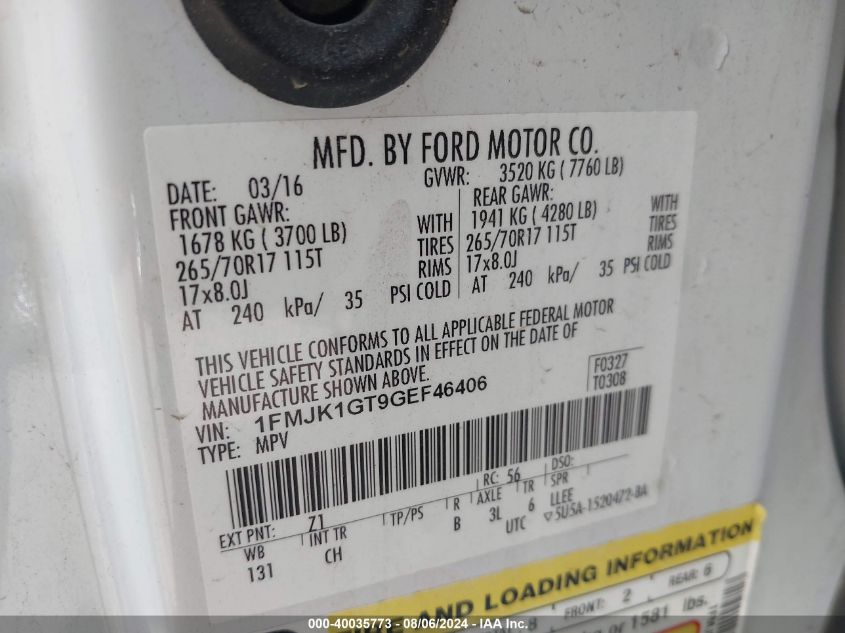 MFD. BY FORD MOTOR CO.
DATE: 03/16 GVWR: 3520 KG ( 7760 LB)
FRONT GAWR: REAR GAWR:
1678 KG ( 3700 LB) WITH 1941 KG ( 4280 LB) WITH
265/70R17 115T TIRES 265/70R17 115T TIRES
17x8.0J RIMS 17x8.0J RIMS
AT 240 kPa/ 35 PSI COLD AT 240 kPa/ 35 PSI COLD
THIS VEHICLE CONFORMS TO ALL APPLICABLE FEDERAL MOTOR
VEHICLE SAFETY STANDARDS IN EFFECT ON THE DATE OF
MANUFACTURE SHOWN ABOVE.
F0327
T0308
VIN: 1FMJK1GT9GEF46406
TYPE: MPV
RC: 56 DSO:
EXT PNT: Z1
WB INT TR TP/PS R AXLE TR SPR
131 CH B 3L 6 LLEE
UTC ▽5U5A-1520472-BA
TIRE AND LOADING INFORMATION
FRONT: 2 REAR: 6
1581 lbs.
000-40035773 - 08/06/2024 - IAA Inc.